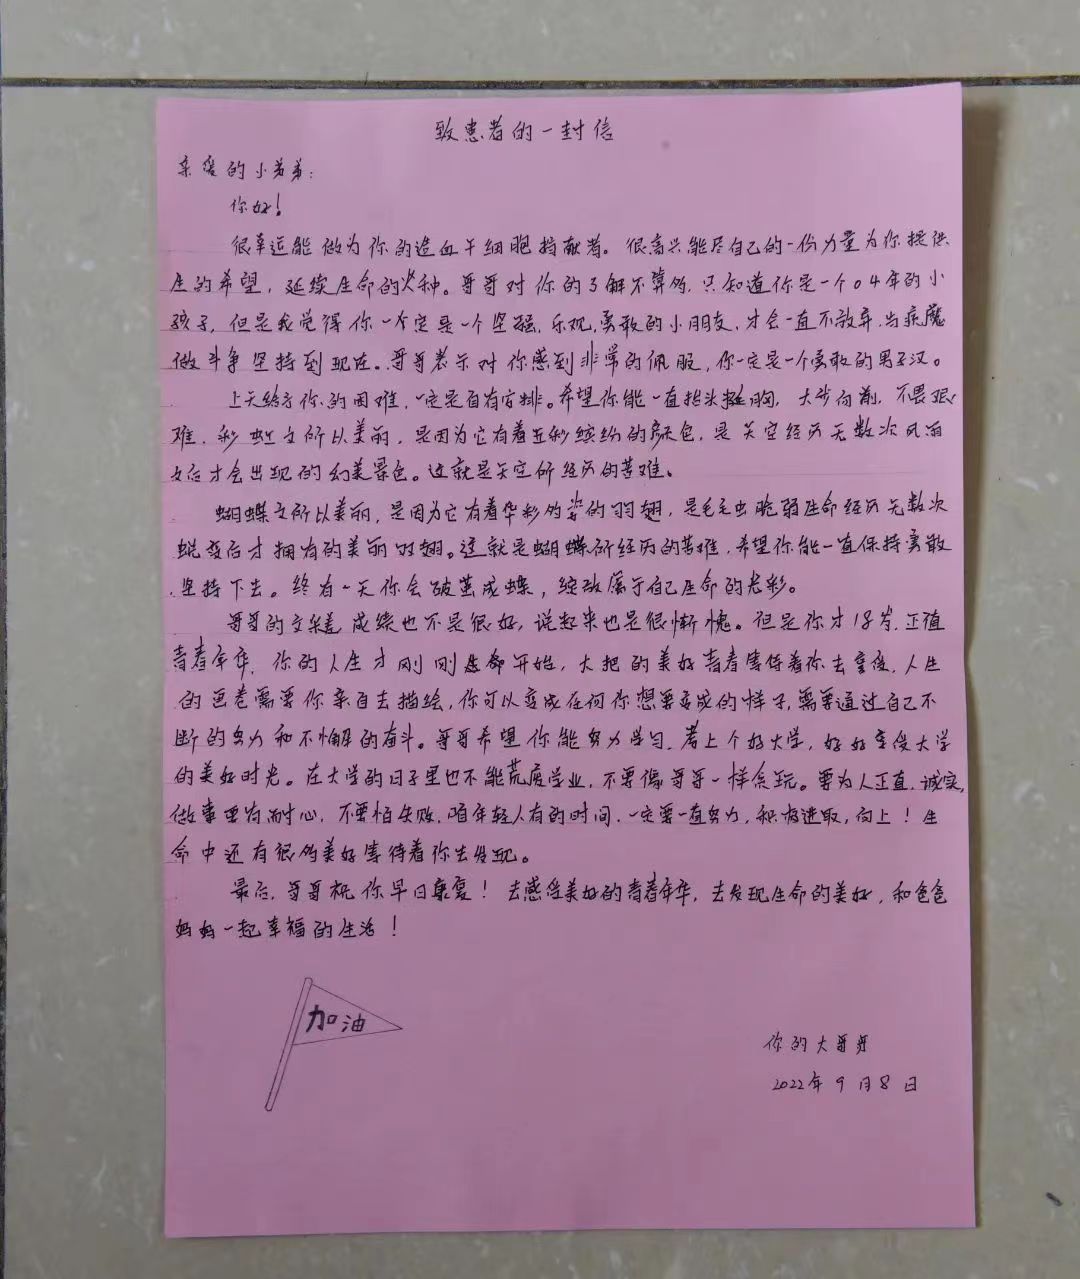 致患者的一封信
亲爱的小弟弟:
你好!
很幸运能做为你的造血干细胞捐献者。很高兴能尽自己的一份力量为你提供
生的希望,延续生命的火种。哥哥对你的了解不算多,只知道你是一个04年的小
孩子,但是我觉得你一个定是一个坚强,乐观,勇敢的小朋友,才会一直不放弃,与病魔
做斗争坚持到现在。哥哥表示对你感到非常的佩服,你一定是一个勇敢的男子汉。
上天给予你的困难,一定是自有安排。希望你能一直抬头挺胸,大步向前,不畏艰
难,彩虹之所以美丽,是因为它有着五彩缤纷的颜色,是天空经历无数次风雨
之后才会出现的幻美景色。这就是天空所经历的苦难、
蝴蝶之所以美丽,是因为它有着华彩多姿的羽翅,是毛毛虫脆弱生命经历无数次
蜕变后才拥有的美丽双翅。这就是蝴蝶所经历的苦难,希望你能一直保持勇敢
坚持下去。终有一天你会破茧成蝶,绽放属于自己生命的光彩。
哥哥的文采差成绩也不是很好,说起来也是很惭愧。但是你才18岁,正值
青春年华,你的人生才刚刚开始,大把的美好青春等待着你去享受,人生
的画卷需要你亲自去描绘,你可以变成任何你想要变成的样子,需要通过自己不
断的努力和不懈的奋斗。哥哥希望你能努力学习,考上个好大学,好好享受大学
的美好时光。在大学的日子里也不能荒废学业,不要像哥哥一样贪玩。要为人正直,诚实,
做事要有耐心,不要怕失败,咱年轻人有的时间,一定要一直努力,积极进取,向上!生
命中还有很多美好等待着你去发现。
最后,哥哥祝你早日康复!去感受美好的青春年华,去发现生命的美好,和爸爸
妈妈一起幸福的生活!
加油
你的大哥哥
2022年9月8日